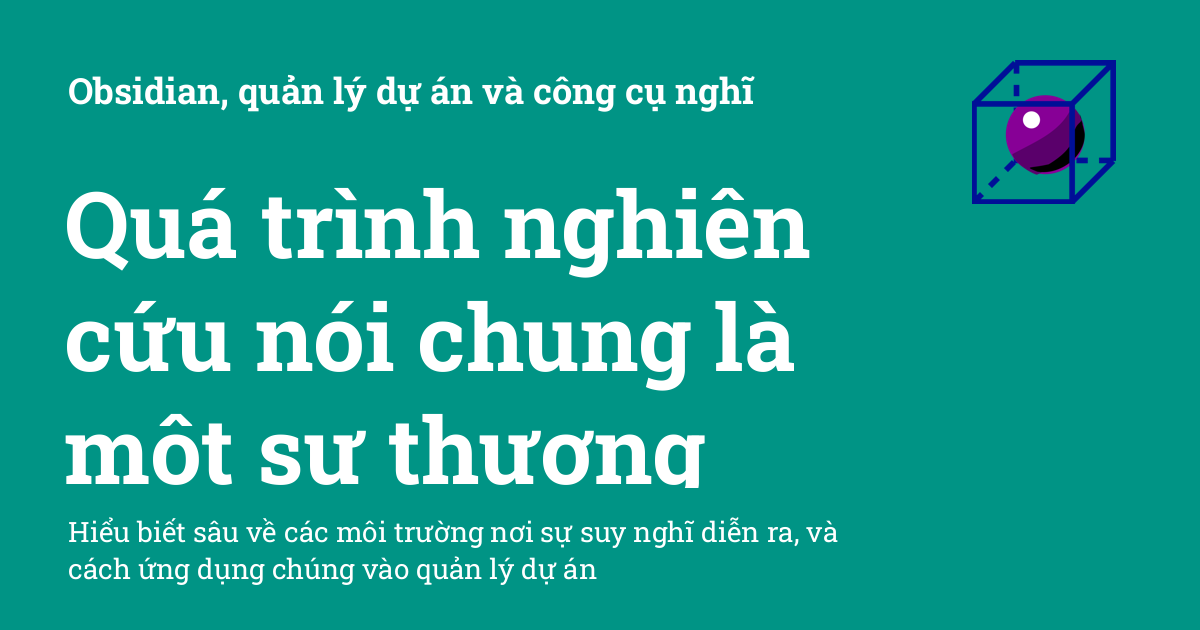 Obsidian, quản lý dự án và công cụ nghĩ
Quá trình nghiên
cứu nói chung là
một sự thương
Hiểu biết sâu về các môi trường nơi sự suy nghĩ diễn ra, và
cách ứng dụng chúng vào quản lý dự án